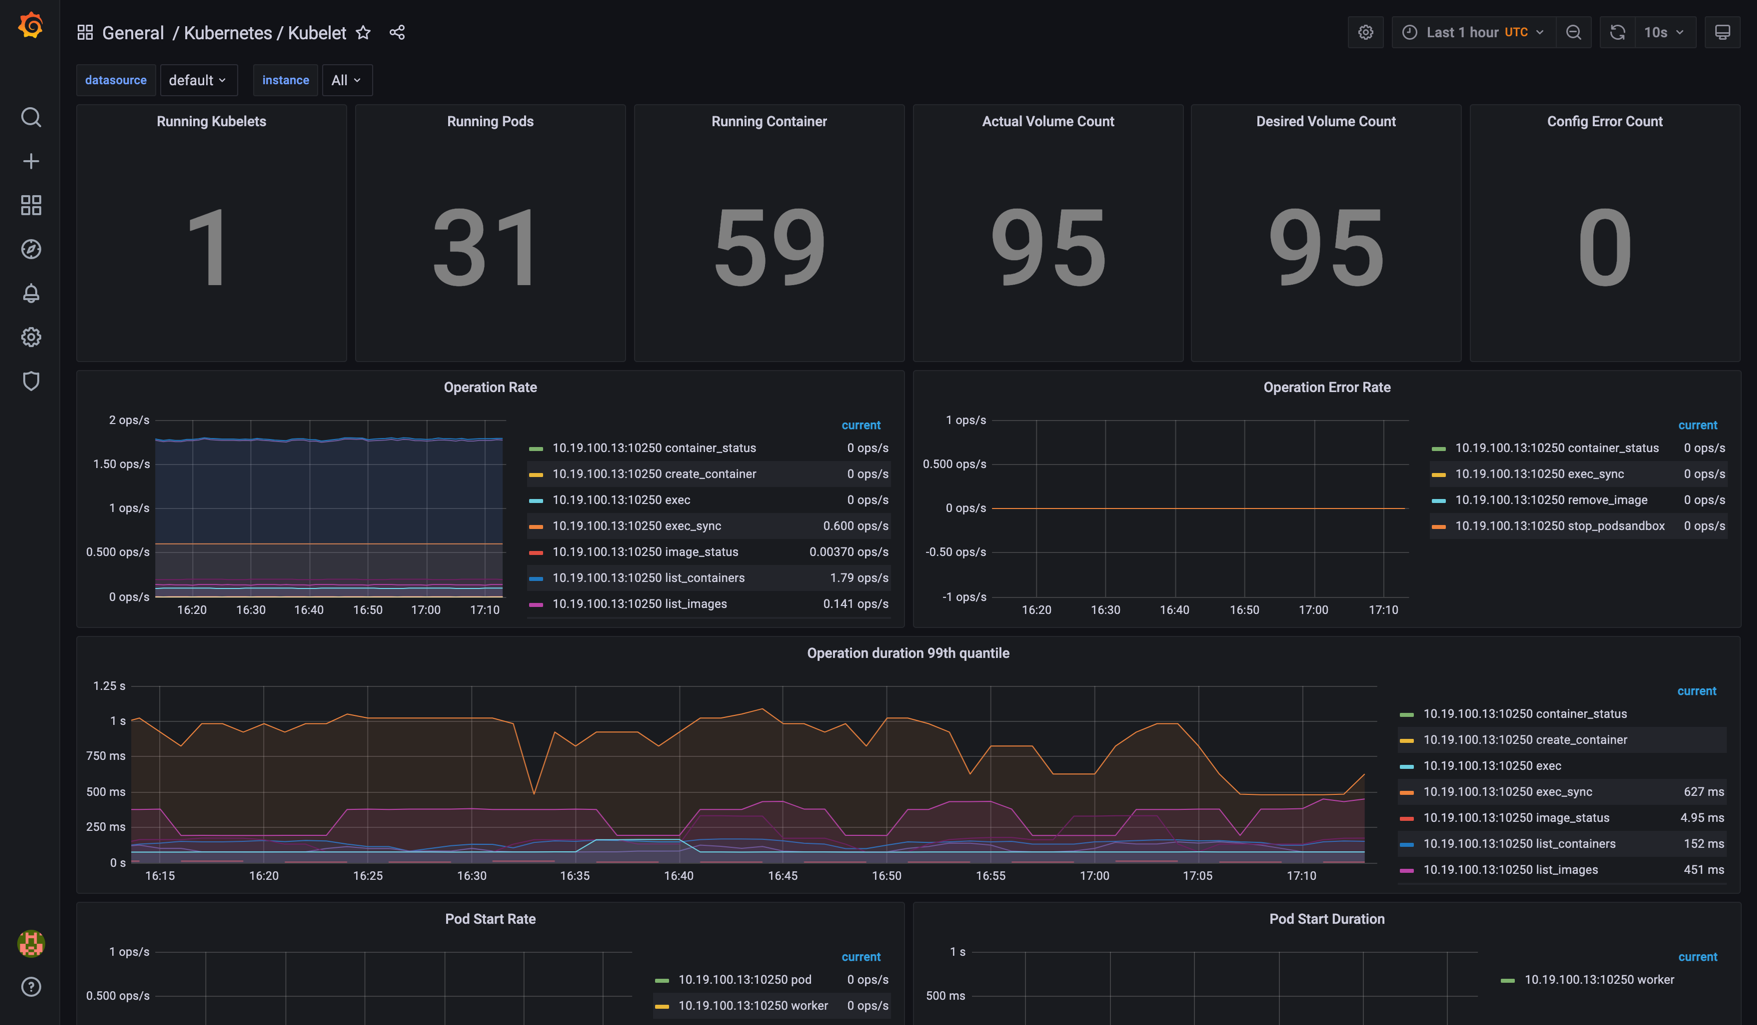 General / Kubernetes / Kubelet
Last 1 hour UTC
10s
datasource default instance All
Running Kubelets
1
Running Pods
31
Running Container
59
Actual Volume Count
95
Desired Volume Count
95
Config Error Count
0
Operation Rate
2 ops/s
1.50 ops/s
1 ops/s
0.500 ops/s
0 ops/s
16:20 16:30 16:40 16:50 17:00 17:10
current
10.19.100.13:10250 container_status 0 ops/s
10.19.100.13:10250 create_container 0 ops/s
10.19.100.13:10250 exec 0 ops/s
10.19.100.13:10250 exec_sync 0.600 ops/s
10.19.100.13:10250 image_status 0.00370 ops/s
10.19.100.13:10250 list_containers 1.79 ops/s
10.19.100.13:10250 list_images 0.141 ops/s
Operation Error Rate
1 ops/s
0.500 ops/s
0 ops/s
-0.50 ops/s
-1 ops/s
16:20 16:30 16:40 16:50 17:00 17:10
current
10.19.100.13:10250 container_status 0 ops/s
10.19.100.13:10250 exec_sync 0 ops/s
10.19.100.13:10250 remove_image 0 ops/s
10.19.100.13:10250 stop_podsandbox 0 ops/s
Operation duration 99th quantile
1.25 s
1 s
750 ms
500 ms
250 ms
0 s
16:15 16:20 16:25 16:30 16:35 16:40 16:45 16:50 16:55 17:00 17:05 17:10
current
10.19.100.13:10250 container_status
10.19.100.13:10250 create_container
10.19.100.13:10250 exec
10.19.100.13:10250 exec_sync 627 ms
10.19.100.13:10250 image_status 4.95 ms
10.19.100.13:10250 list_containers 152 ms
10.19.100.13:10250 list_images 451 ms
Pod Start Rate
1 ops/s
0.500 ops/s
current
10.19.100.13:10250 pod 0 ops/s
10.19.100.13:10250 worker 0 ops/s
Pod Start Duration
1 s
500 ms
current
10.19.100.13:10250 worker